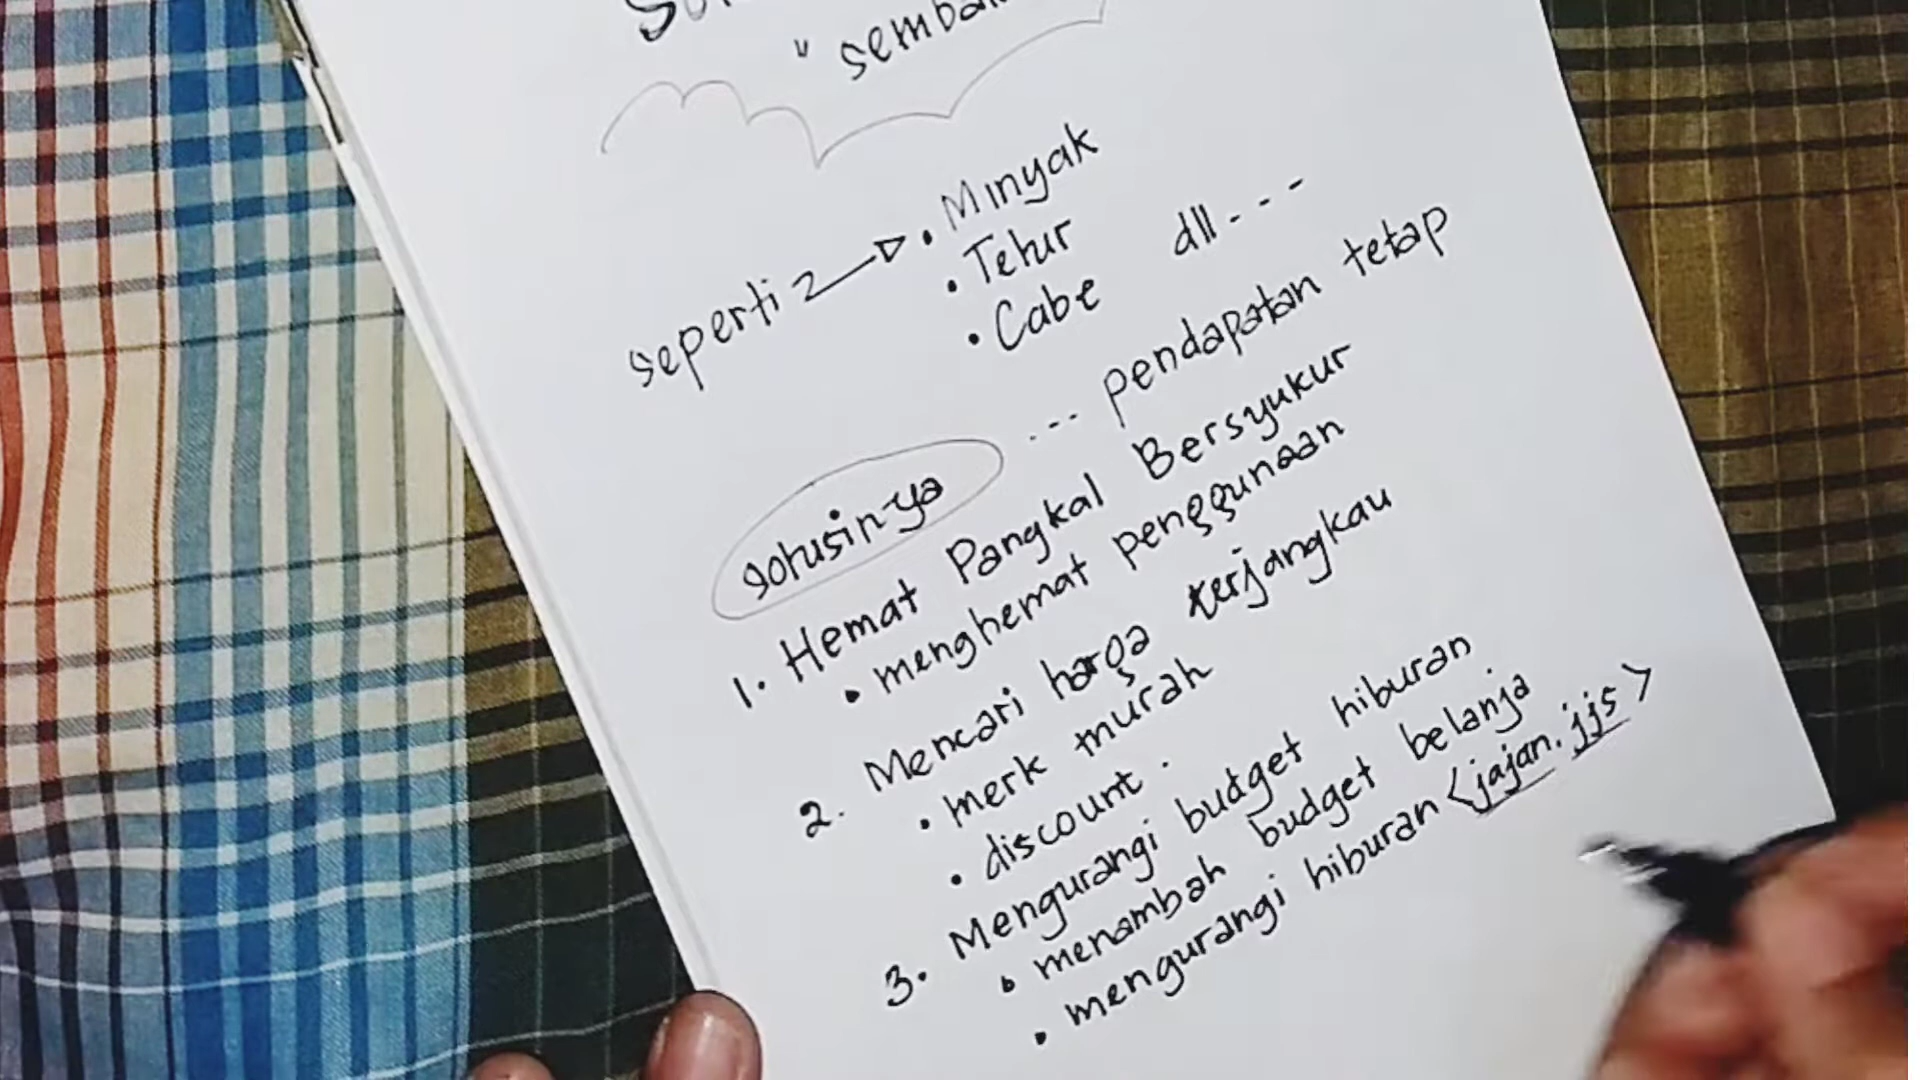 " semba
seperti2 → • Minyak
• Telur
• Cabe dll - - -
solusinya --- pendapatan tetap
1. Hemat Pangkal Bersyukur
• menghemat penggunaan
2. Mencari harga terjangkau
• merk murah
• discount.
3. Mengurangi budget hiburan
• menambah budget belanja
• mengurangi hiburan <jajan. jjs>